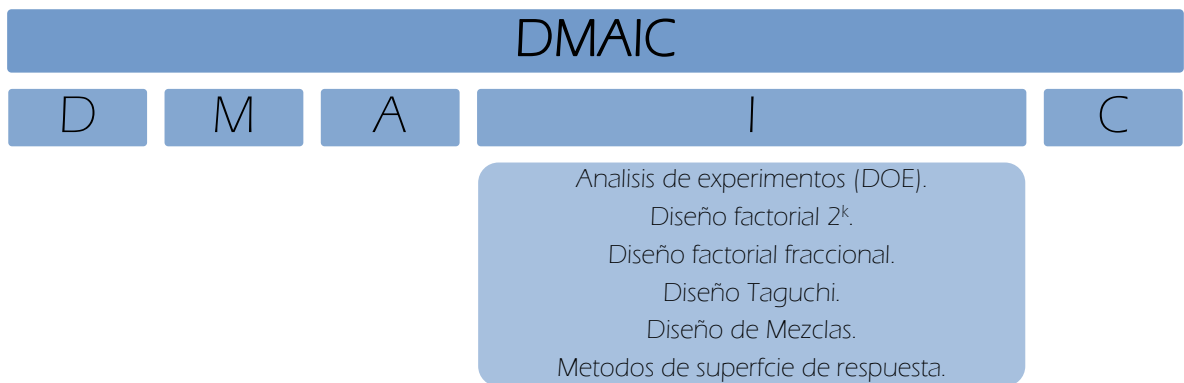 DMAIC
D M A I C
Analisis de experimentos (DOE).
Diseño factorial 2ᵏ.
Diseño factorial fraccional.
Diseño Taguchi.
Diseño de Mezclas.
Metodos de superfcie de respuesta.